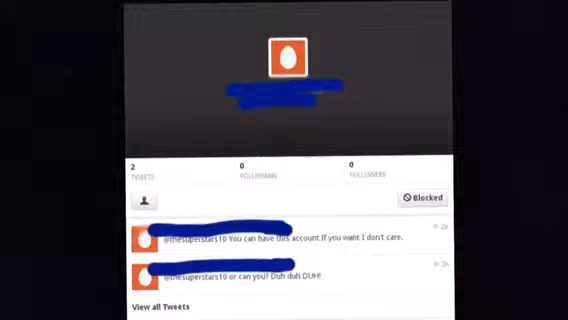 2
TWEETS
0
FOLLOWING
0
FOLLOWERS
Blocked
2h
@thesuperstars10 You can have this account If you want I don't care.
2h
@thesuperstars10 or can you? Duh duh DUH!
View all Tweets